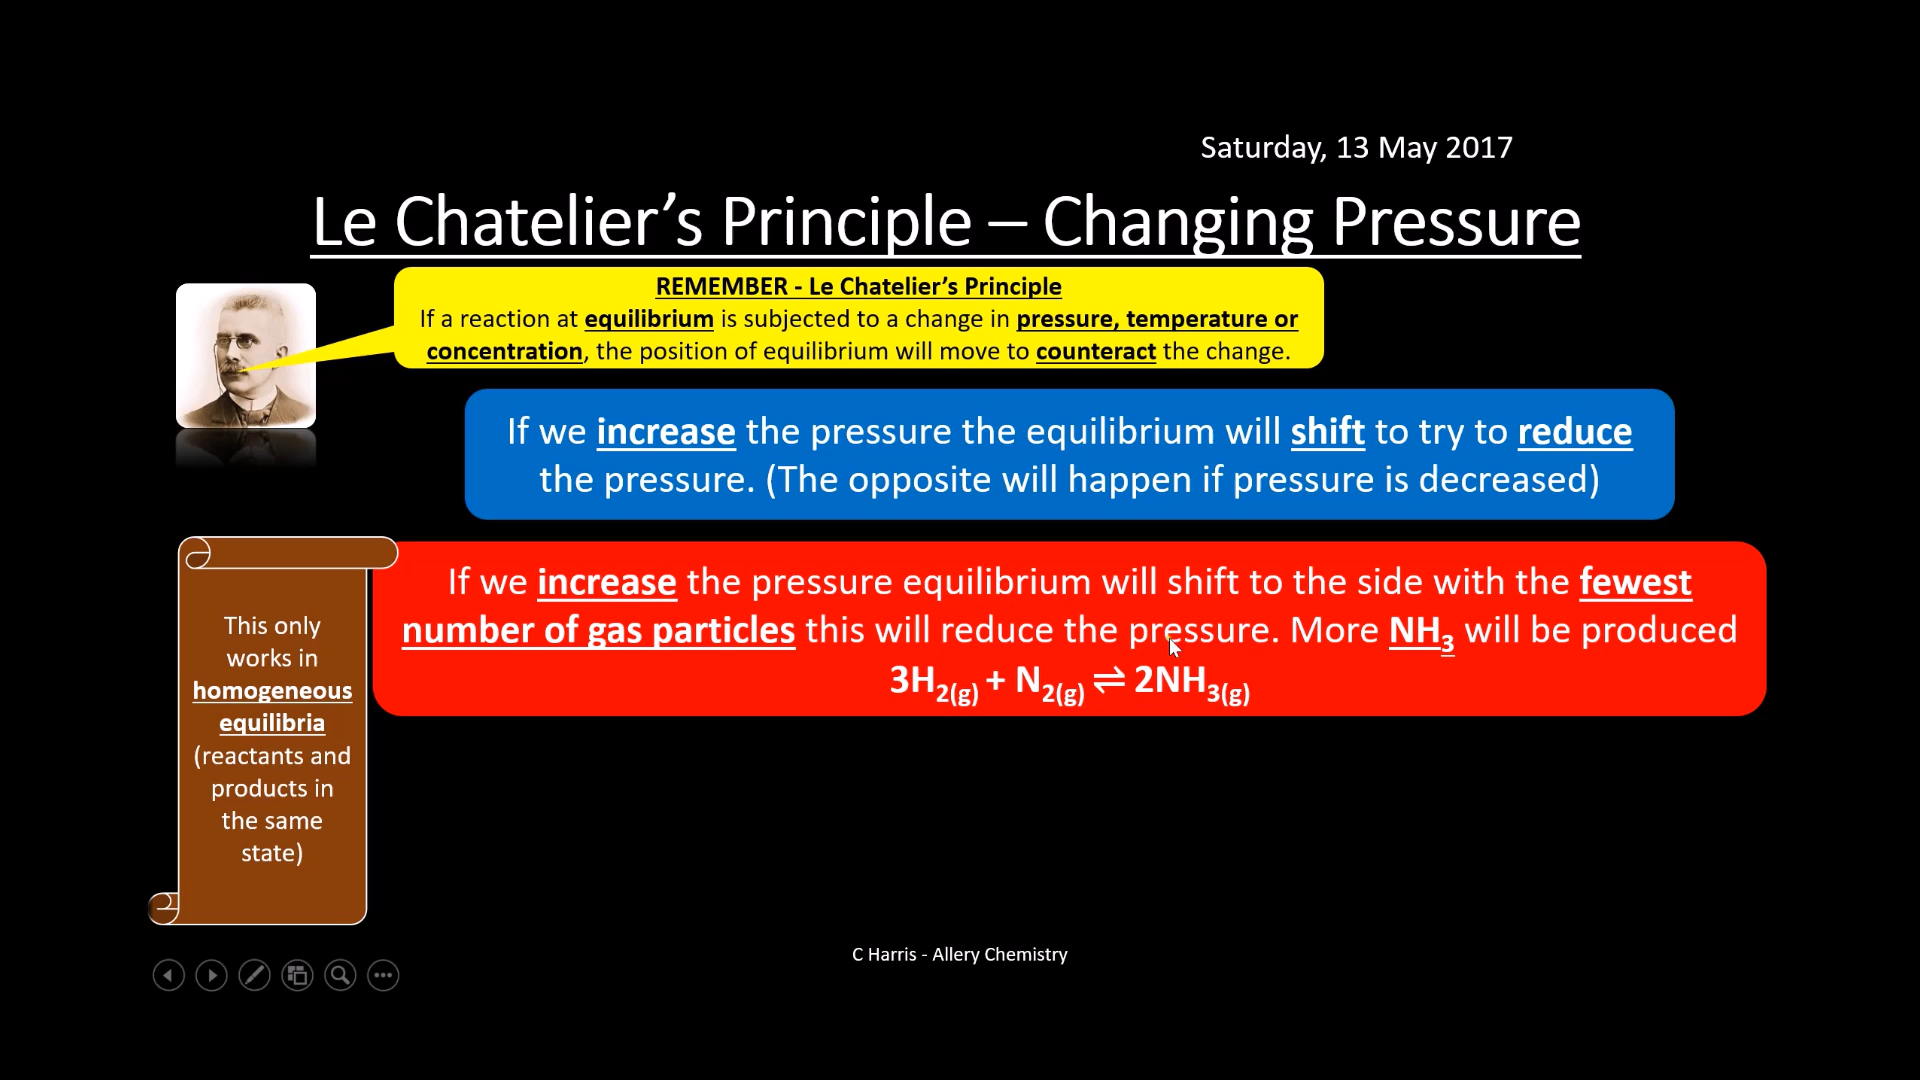 Saturday, 13 May 2017
Le Chatelier’s Principle – Changing Pressure
REMEMBER - Le Chatelier’s Principle
If a reaction at equilibrium is subjected to a change in pressure, temperature or
concentration, the position of equilibrium will move to counteract the change.
If we increase the pressure the equilibrium will shift to try to reduce
the pressure. (The opposite will happen if pressure is decreased)
If we increase the pressure equilibrium will shift to the side with the fewest
number of gas particles this will reduce the pressure. More NH₃ will be produced
3H₂(g) + N₂(g) ⇌ 2NH₃(g)
This only
works in
homogeneous
equilibria
(reactants and
products in
the same
state)
C Harris - Allery Chemistry